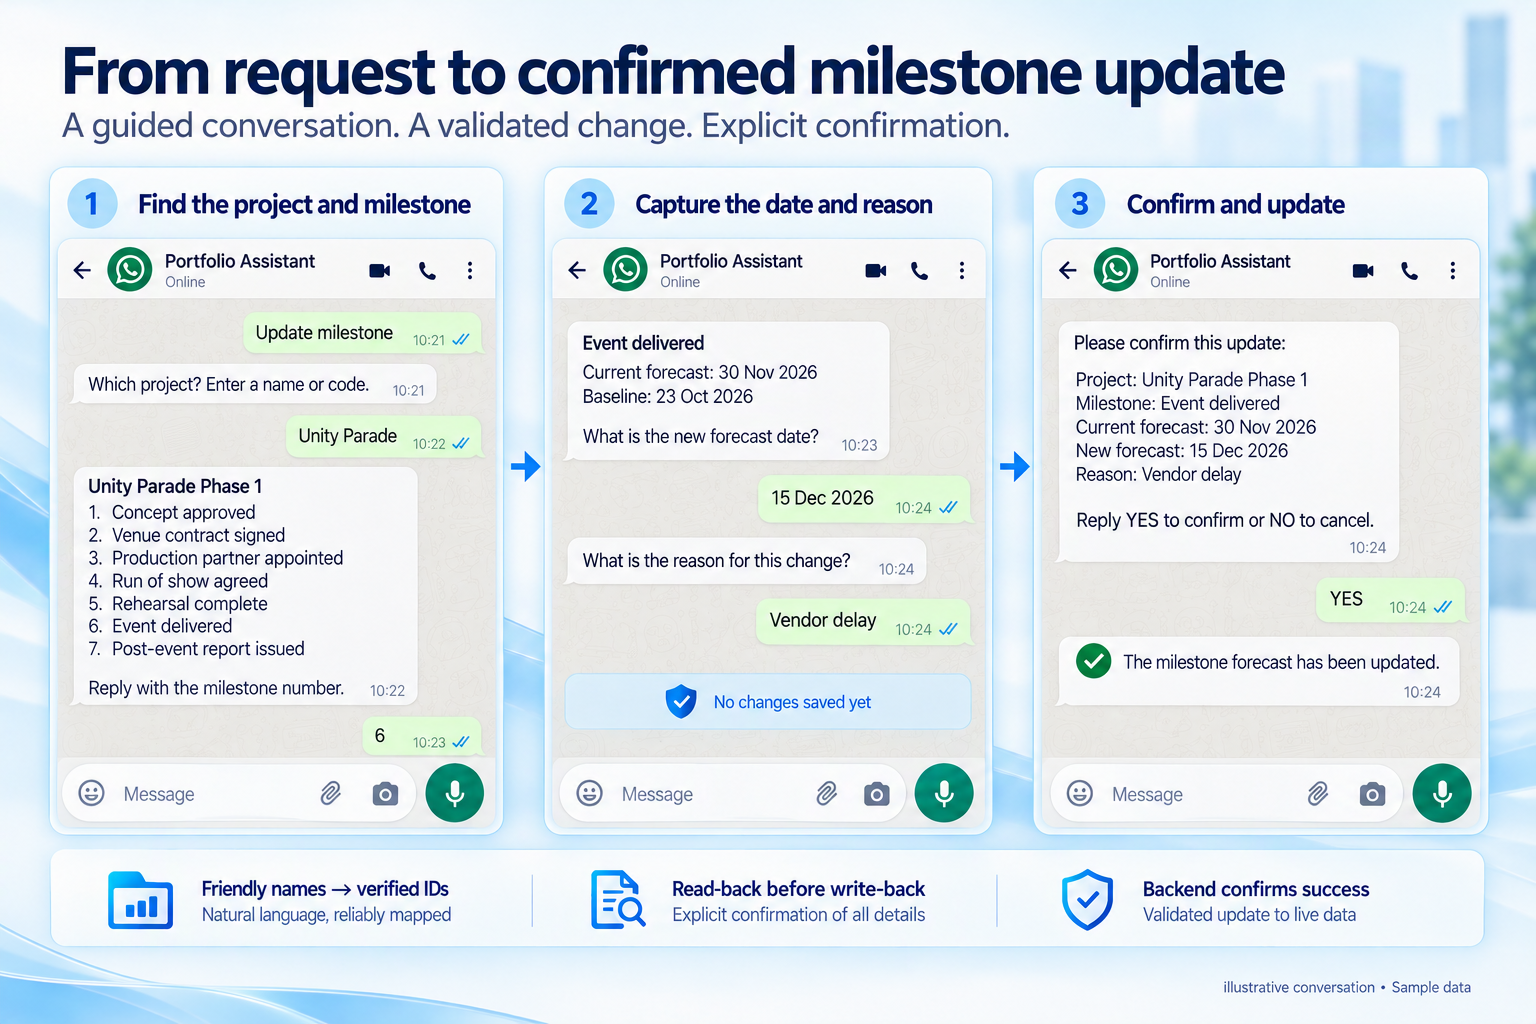 From request to confirmed milestone update
A guided conversation. A validated change. Explicit confirmation.
1 Find the project and milestone
Portfolio Assistant
Online
Update milestone 10:21
Which project? Enter a name or code. 10:21
Unity Parade 10:22
Unity Parade Phase 1
1. Concept approved
2. Venue contract signed
3. Production partner appointed
4. Run of show agreed
5. Rehearsal complete
6. Event delivered
7. Post-event report issued
Reply with the milestone number. 10:22
6 10:23
Message
2 Capture the date and reason
Portfolio Assistant
Online
Event delivered
Current forecast: 30 Nov 2026
Baseline: 23 Oct 2026
What is the new forecast date? 10:23
15 Dec 2026 10:24
What is the reason for this change? 10:24
Vendor delay 10:24
No changes saved yet
Message
3 Confirm and update
Portfolio Assistant
Online
Please confirm this update:
Project: Unity Parade Phase 1
Milestone: Event delivered
Current forecast: 30 Nov 2026
New forecast: 15 Dec 2026
Reason: Vendor delay
Reply YES to confirm or NO to cancel.
10:24
YES 10:24
The milestone forecast has been updated.
10:24
Message
Friendly names → verified IDs
Natural language, reliably mapped
Read-back before write-back
Explicit confirmation of all details
Backend confirms success
Validated update to live data
illustrative conversation • Sample data